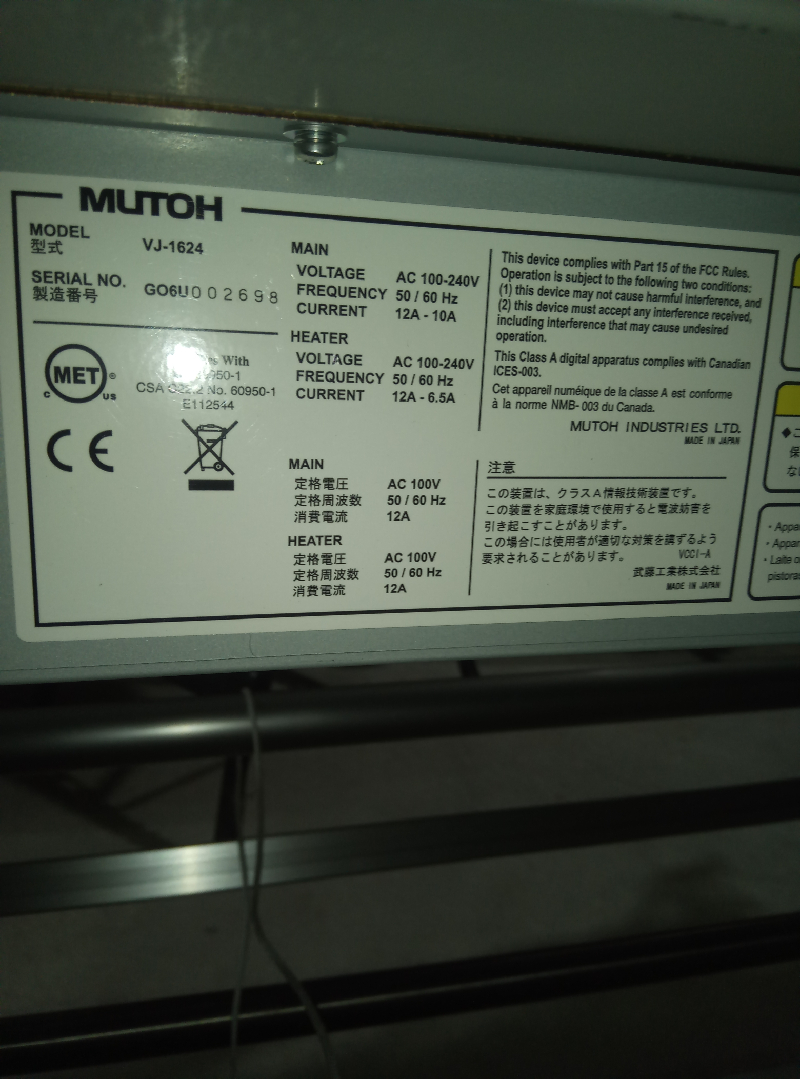 MUTOH
MODEL
型式
VJ-1624
SERIAL NO.
製造番号
GO6U002698
MET
C US
With
60950-1
CSA C22.2 No. 60950-1
E112544
CE
MAIN
VOLTAGE AC 100-240V
FREQUENCY 50 / 60 Hz
CURRENT 12A - 10A
HEATER
VOLTAGE AC 100-240V
FREQUENCY 50 / 60 Hz
CURRENT 12A - 6.5A
MAIN
定格電圧 AC 100V
定格周波数 50 / 60 Hz
消費電流 12A
HEATER
定格電圧 AC 100V
定格周波数 50 / 60 Hz
消費電流 12A
This device complies with Part 15 of the FCC Rules.
Operation is subject to the following two conditions:
(1) this device may not cause harmful interference, and
(2) this device must accept any interference received,
including interference that may cause undesired
operation.
This Class A digital apparatus complies with Canadian
ICES-003.
Cet appareil numéique de la classe A est conforme
à la norme NMB- 003 du Canada.
MUTOH INDUSTRIES LTD.
MADE IN JAPAN
注意
この装置は、クラスA情報技術装置です。
この装置を家庭環境で使用すると電波妨害を
引き起こすことがあります。
この場合には使用者が適切な対策を講ずるよう
要求されることがあります。
VCCI-A
武藤工業株式会社
MADE IN JAPAN